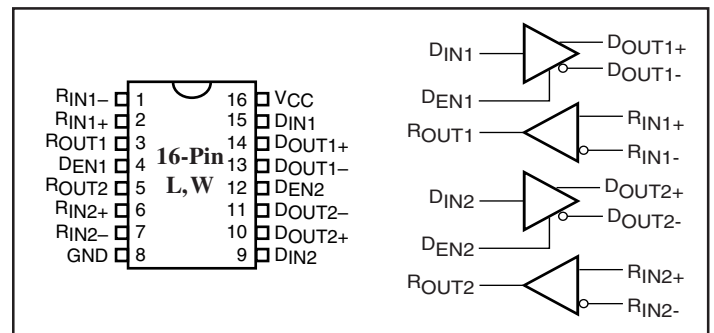 RIN1– 1 16 VCC
RIN1+ 2 15 DIN1
ROUT1 3 14 DOUT1+
DEN1 4 13 DOUT1–
ROUT2 5 12 DEN2
RIN2+ 6 11 DOUT2–
RIN2– 7 10 DOUT2+
GND 8 9 DIN2
16-Pin
L,W
DIN1
DOUT1+
DOUT1-
DEN1
ROUT1
RIN1+
RIN1-
DIN2
DOUT2+
DOUT2-
DEN2
ROUT2
RIN2+
RIN2-